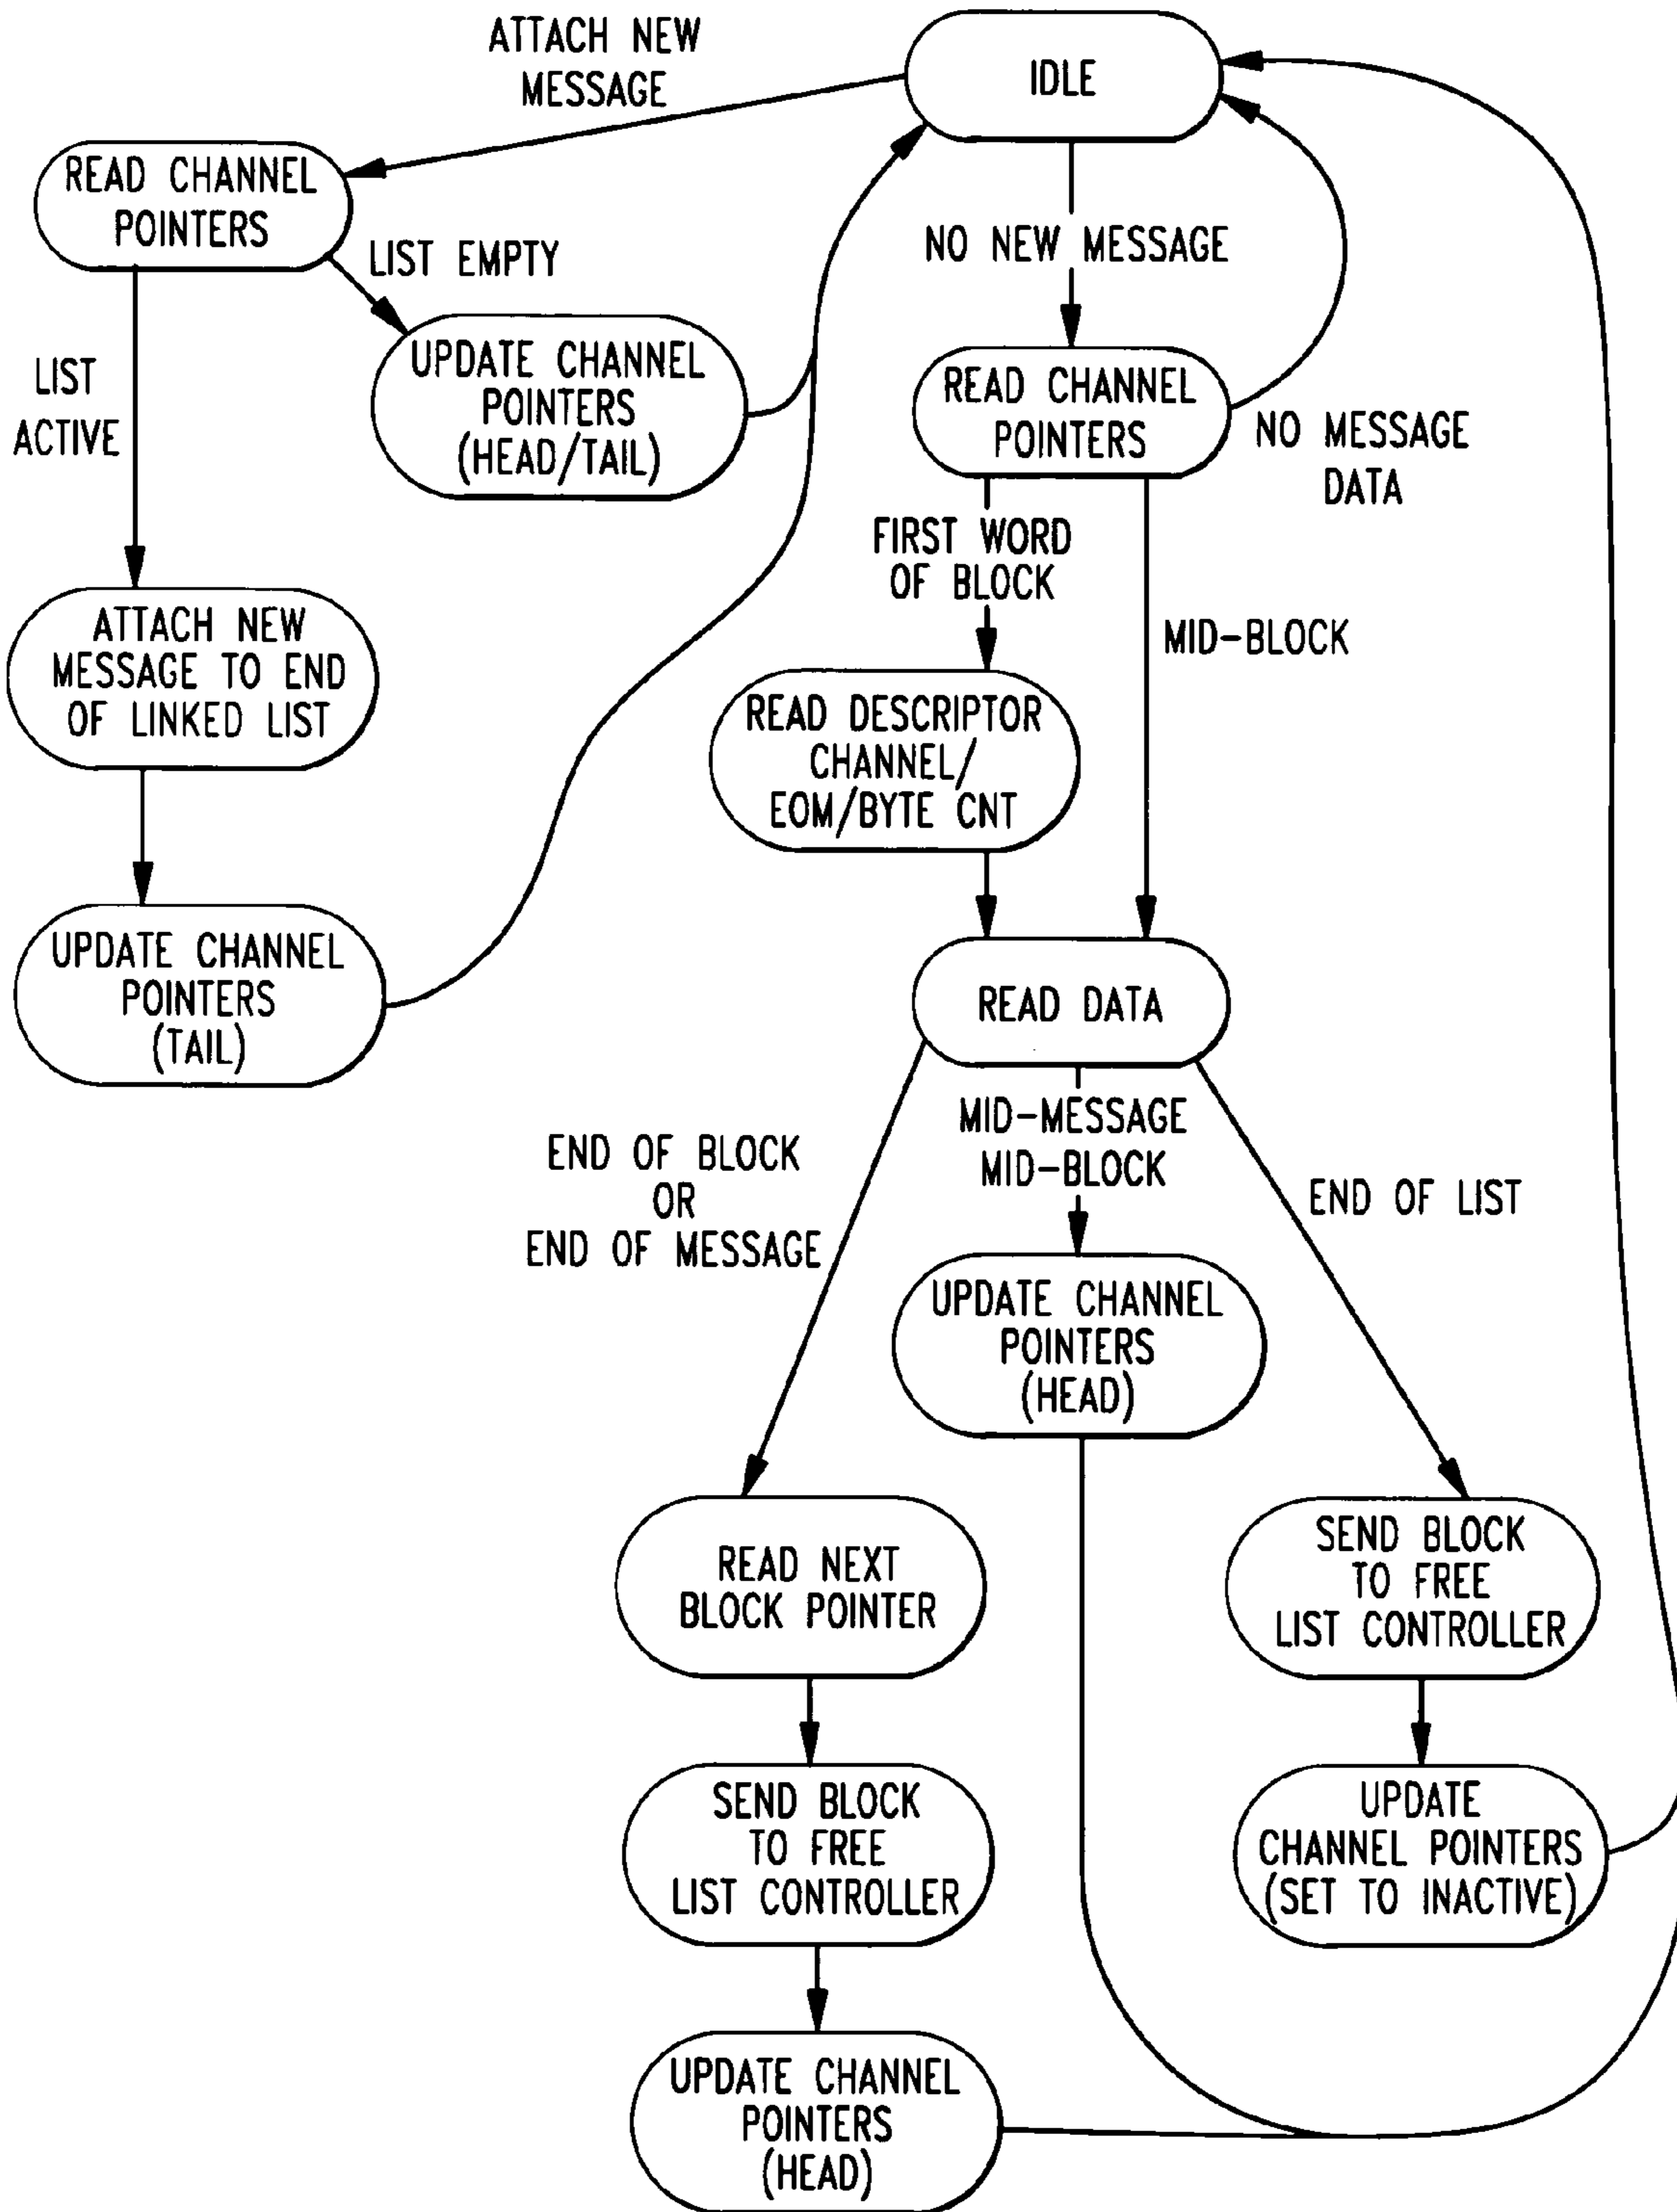 ATTACH NEW
MESSAGE
IDLE
READ CHANNEL
POINTERS
LIST EMPTY
NO NEW MESSAGE
LIST
ACTIVE
UPDATE CHANNEL
POINTERS
(HEAD/TAIL)
READ CHANNEL
POINTERS
NO MESSAGE
DATA
FIRST WORD
OF BLOCK
MID-BLOCK
ATTACH NEW
MESSAGE TO END
OF LINKED LIST
READ DESCRIPTOR
CHANNEL/
EOM/BYTE CNT
UPDATE CHANNEL
POINTERS
(TAIL)
READ DATA
END OF BLOCK
OR
END OF MESSAGE
MID-MESSAGE
MID-BLOCK
END OF LIST
UPDATE CHANNEL
POINTERS
(HEAD)
READ NEXT
BLOCK POINTER
SEND BLOCK
TO FREE
LIST CONTROLLER
SEND BLOCK
TO FREE
LIST CONTROLLER
UPDATE
CHANNEL POINTERS
(SET TO INACTIVE)
UPDATE CHANNEL
POINTERS
(HEAD)